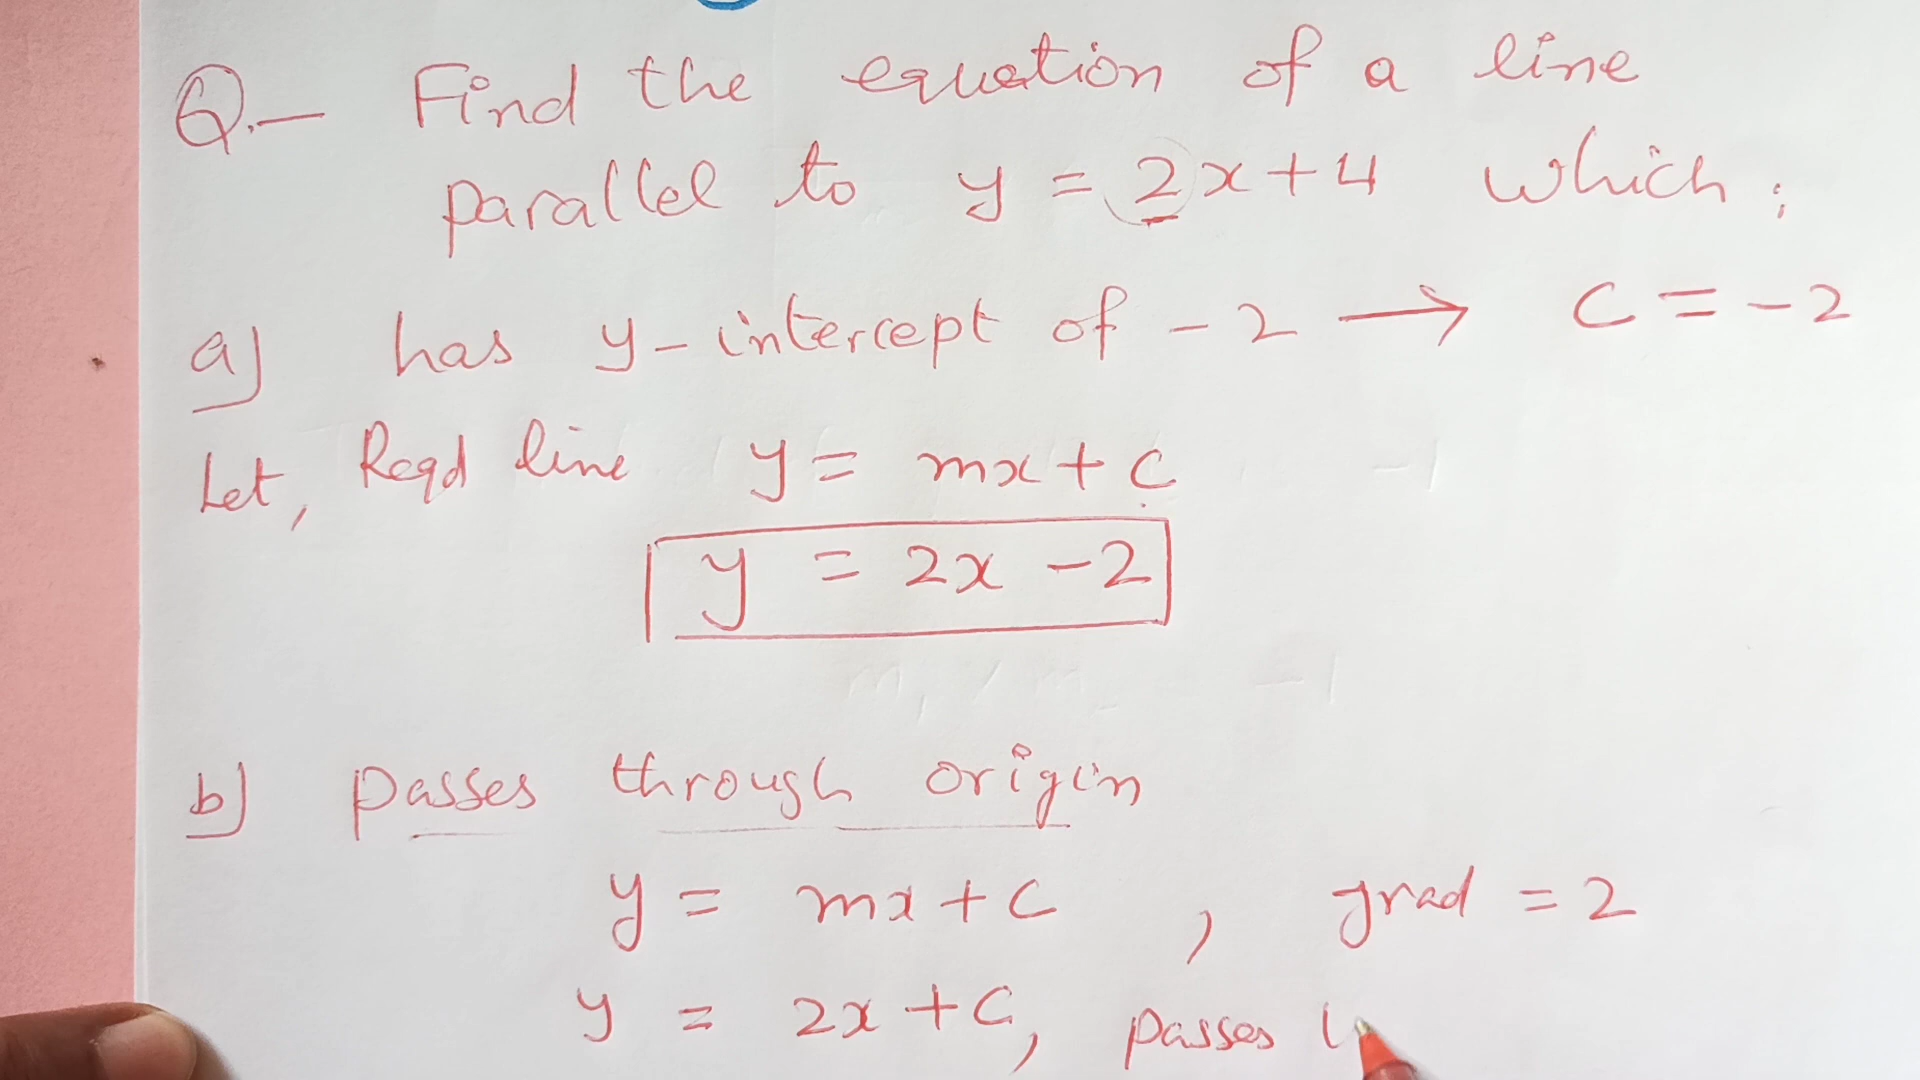 Q.— Find the equation of a line
parallel to y = 2x+4 which :
a) has y-intercept of -2 → C = -2
Let, Reqd line y = mx + c
y = 2x -2
b) Passes through origin
y = mx + c , grad = 2
y = 2x + c, passes